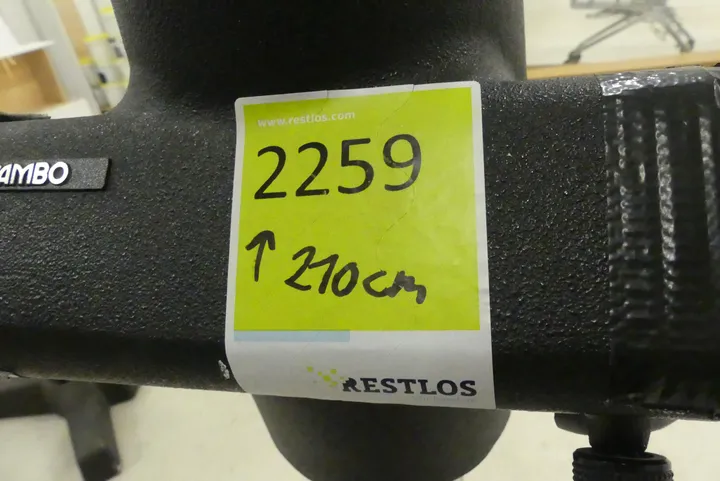 www.restlos.com
2259
AMBO
↑ 210cm
RESTLOS